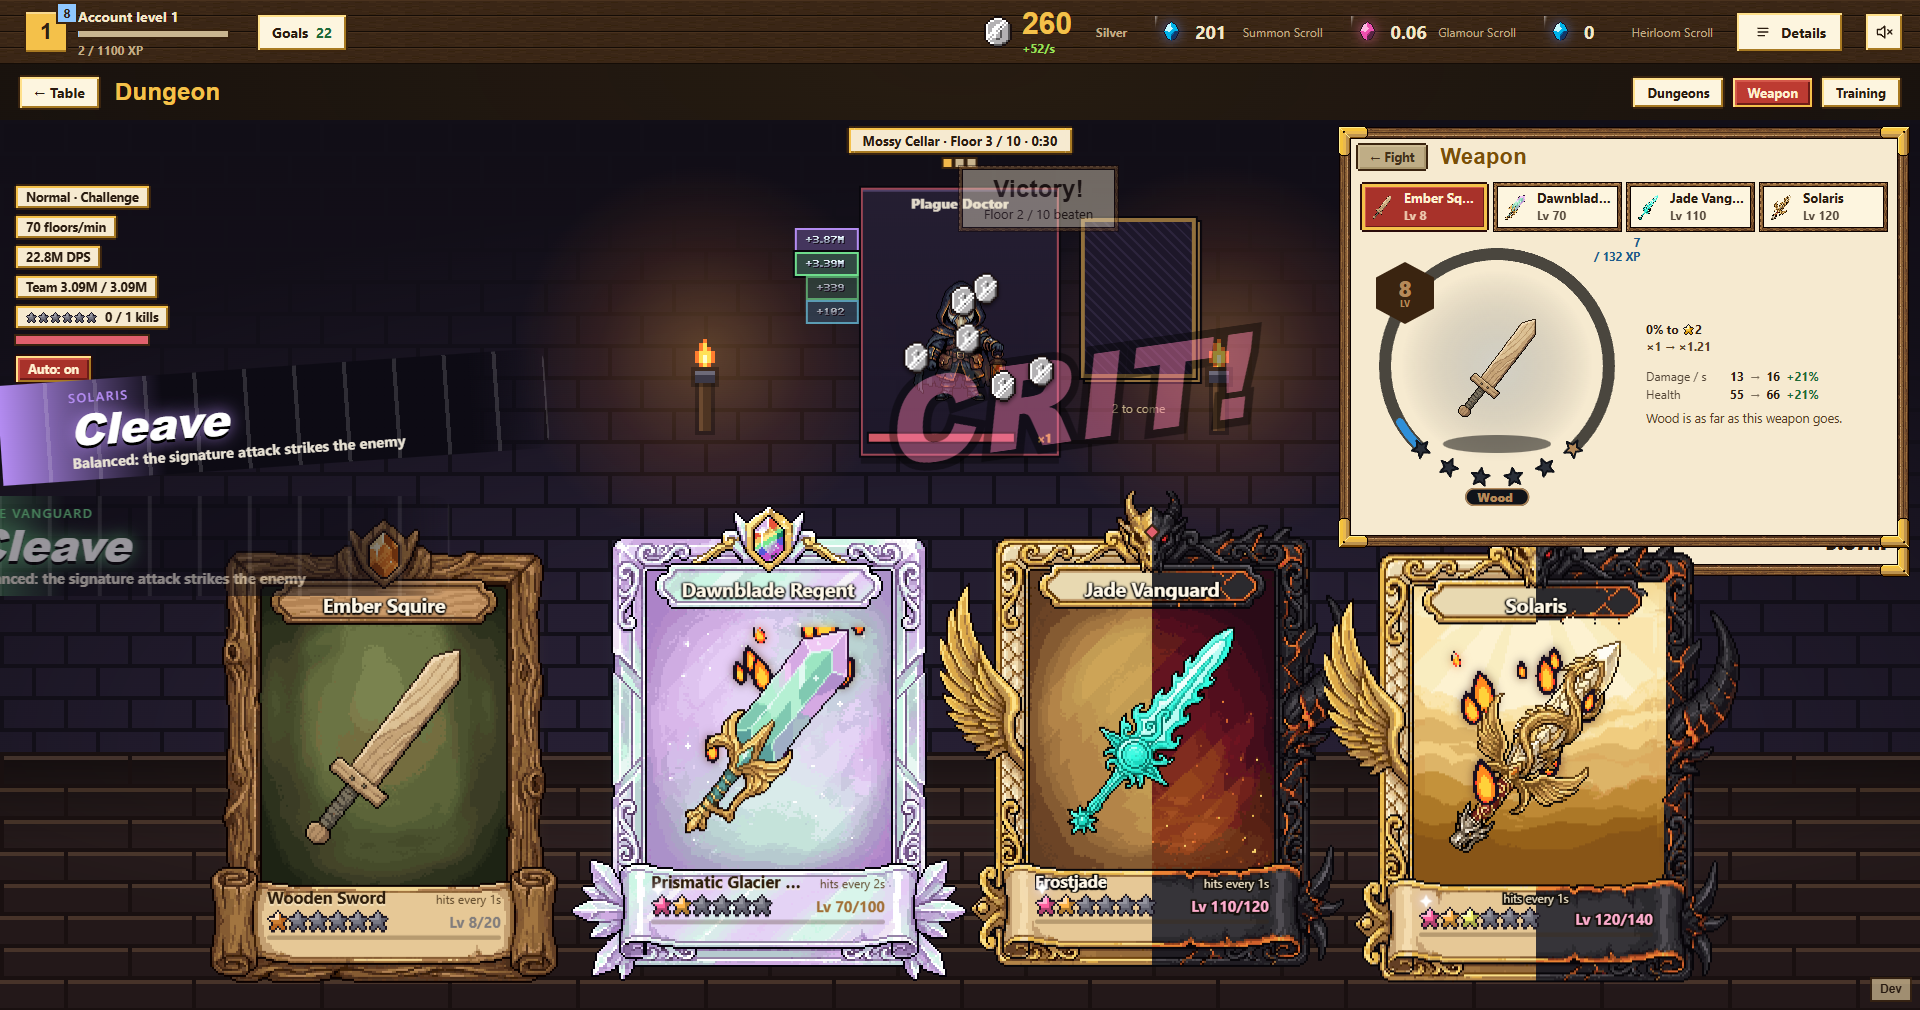 1
8
Account level 1
2 / 1100 XP
Goals 22
260
+52/s
Silver
201
Summon Scroll
0.06
Glamour Scroll
0
Heirloom Scroll
Details
← Table
Dungeon
Dungeons
Weapon
Training
Mossy Cellar · Floor 3 / 10 · 0:30
Victory!
Floor 2 / 10 beaten
Plague Doctor
Normal · Challenge
70 floors/min
22.8M DPS
Team 3.09M / 3.09M
0 / 1 kills
Auto: on
+3.87M
+3.39M
+339
+102
2 to come
×1
CRIT!
SOLARIS
Cleave
Balanced: the signature attack strikes the enemy
E VANGUARD
Cleave
anced: the signature attack strikes the enemy
← Fight
Weapon
Ember Sq...
Lv 8
Dawnblad...
Lv 70
Jade Vang...
Lv 110
Solaris
Lv 120
7
/ 132 XP
8
LV
0% to 2
×1 → ×1.21
Damage / s 13 → 16 +21%
Health 55 → 66 +21%
Wood is as far as this weapon goes.
Wood
Ember Squire
Wooden Sword
hits every 1s
Lv 8/20
Dawnblade Regent
Prismatic Glacier ...
hits every 2s
Lv 70/100
Jade Vanguard
Frostjade
hits every 1s
Lv 110/120
Solaris
hits every 1s
Lv 120/140
Dev